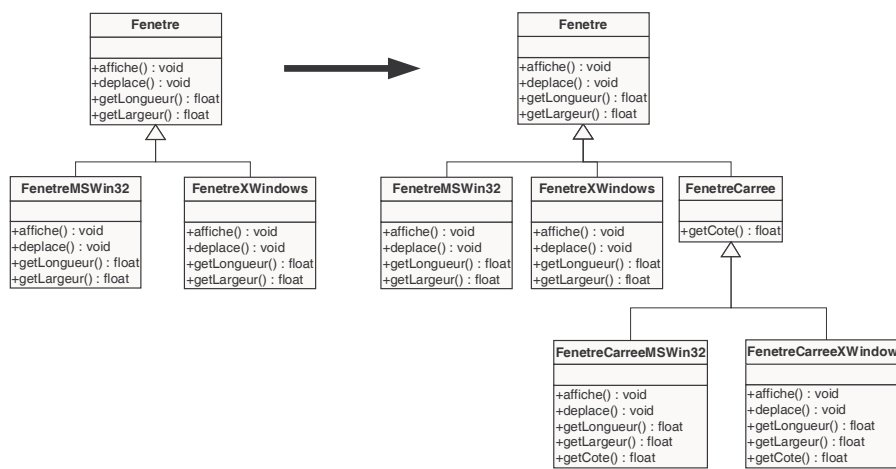 Fenetre
+affiche() : void
+deplace() : void
+getLongueur() : float
+getLargeur() : float
FenetreMSWin32
+affiche() : void
+deplace() : void
+getLongueur() : float
+getLargeur() : float
FenetreXWindows
+affiche() : void
+deplace() : void
+getLongueur() : float
+getLargeur() : float
Fenetre
+affiche() : void
+deplace() : void
+getLongueur() : float
+getLargeur() : float
FenetreMSWin32
+affiche() : void
+deplace() : void
+getLongueur() : float
+getLargeur() : float
FenetreXWindows
+affiche() : void
+deplace() : void
+getLongueur() : float
+getLargeur() : float
FenetreCarree
+getCote() : float
FenetreCarreeMSWin32
+affiche() : void
+deplace() : void
+getLongueur() : float
+getLargeur() : float
+getCote() : float
FenetreCarreeXWindow
+affiche() : void
+deplace() : void
+getLongueur() : float
+getLargeur() : float
+getCote() : float